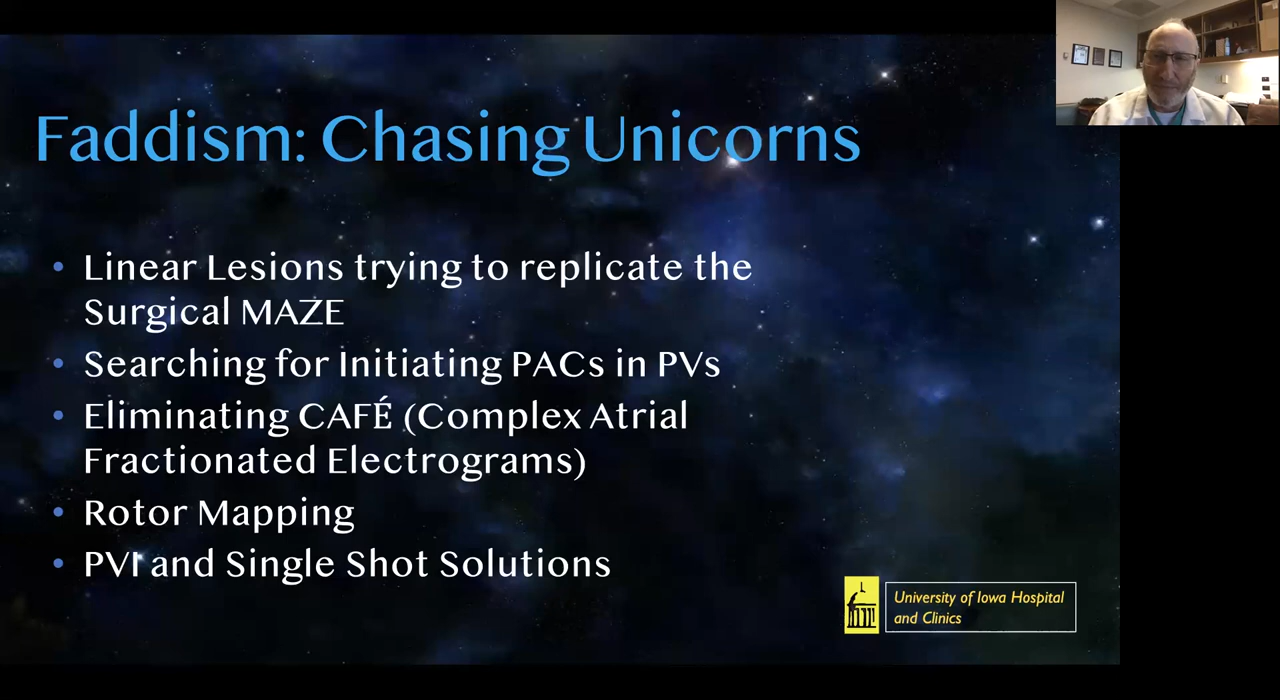 Faddism: Chasing Unicorns
• Linear Lesions trying to replicate the
Surgical MAZE
• Searching for Initiating PACs in PVs
• Eliminating CAFÉ (Complex Atrial
Fractionated Electrograms)
• Rotor Mapping
• PVI and Single Shot Solutions
University of Iowa Hospital
and Clinics